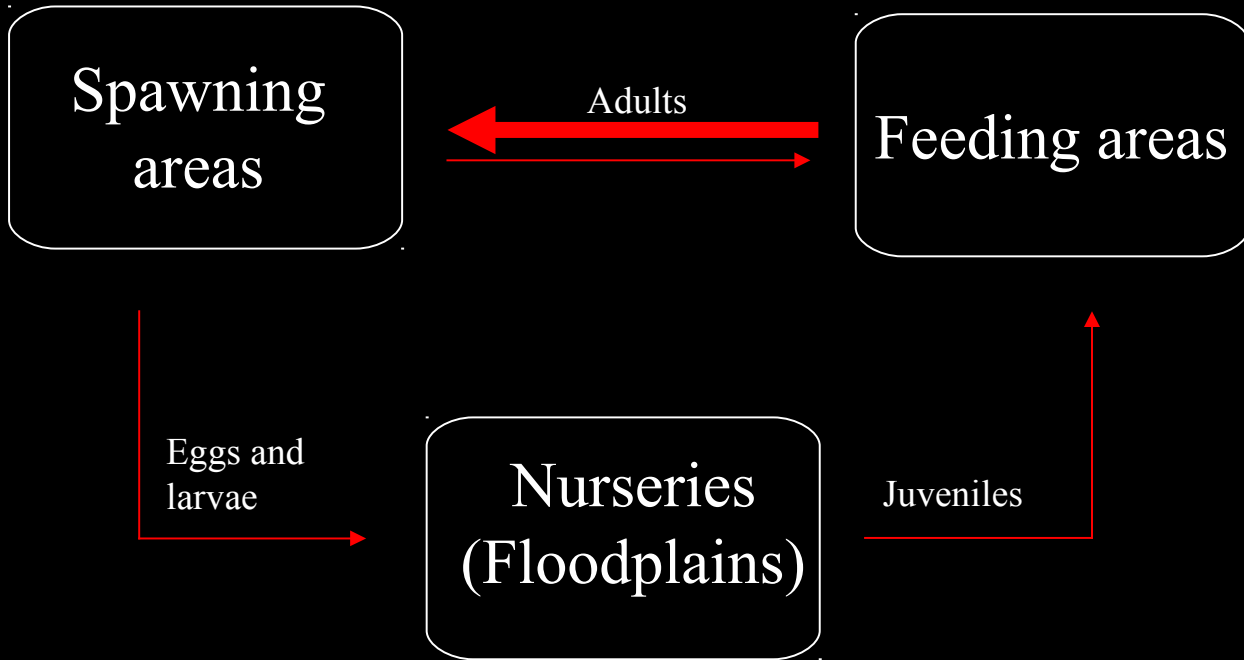 Spawning
areas
Adults
Feeding areas
Eggs and
larvae
Nurseries
(Floodplains)
Juveniles